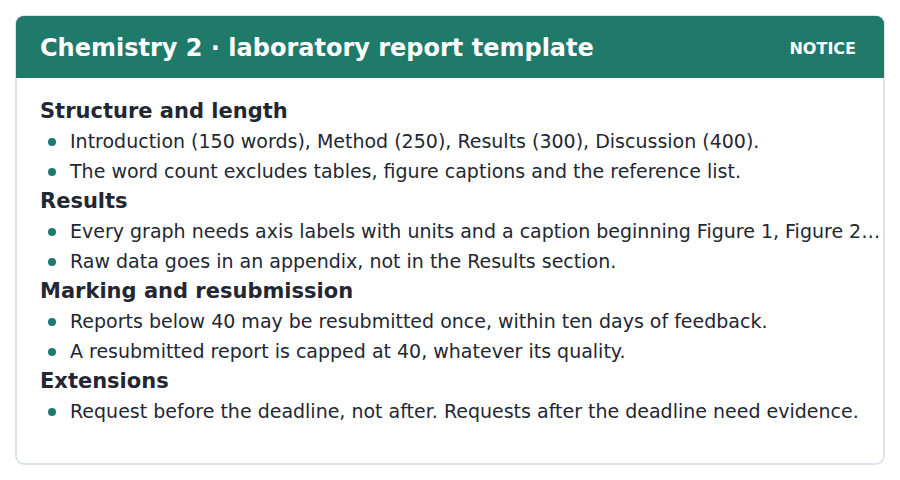 Chemistry 2 · laboratory report template
NOTICE
Structure and length
Introduction (150 words), Method (250), Results (300), Discussion (400).
The word count excludes tables, figure captions and the reference list.
Results
Every graph needs axis labels with units and a caption beginning Figure 1, Figure 2…
Raw data goes in an appendix, not in the Results section.
Marking and resubmission
Reports below 40 may be resubmitted once, within ten days of feedback.
A resubmitted report is capped at 40, whatever its quality.
Extensions
Request before the deadline, not after. Requests after the deadline need evidence.